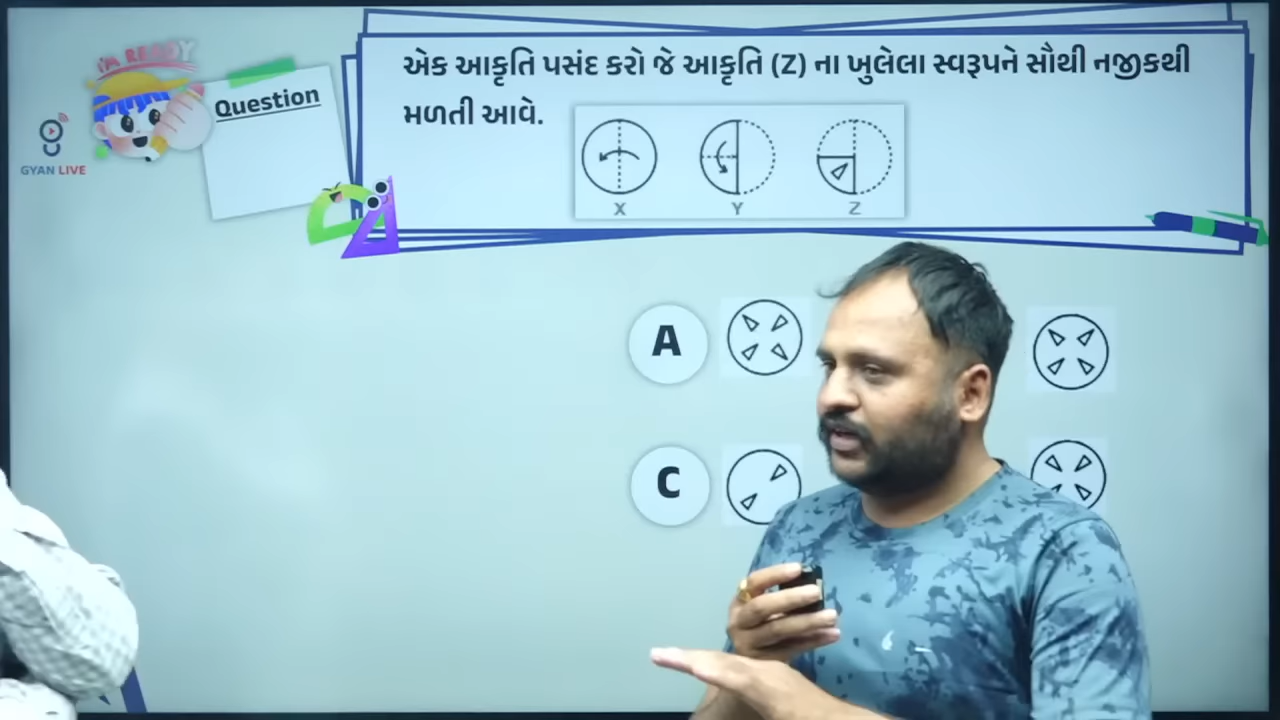 I'M READY
Question
GYAN LIVE
એક આકૃતિ પસંદ કરો જે આકૃતિ (Z) ના ખુલેલા સ્વરૂપને સૌથી નજીકથી
મળતી આવે.
X Y Z
A
C